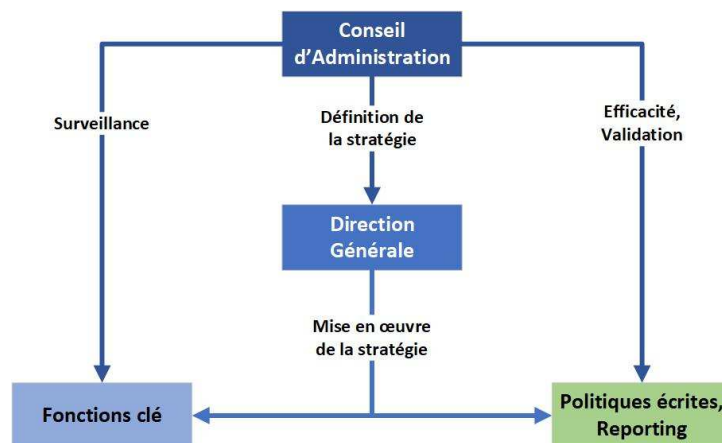 Conseil
d'Administration
Surveillance
Définition de
la stratégie
Efficacité,
Validation
Direction
Générale
Mise en œuvre
de la stratégie
Fonctions clé
Politiques écrites,
Reporting